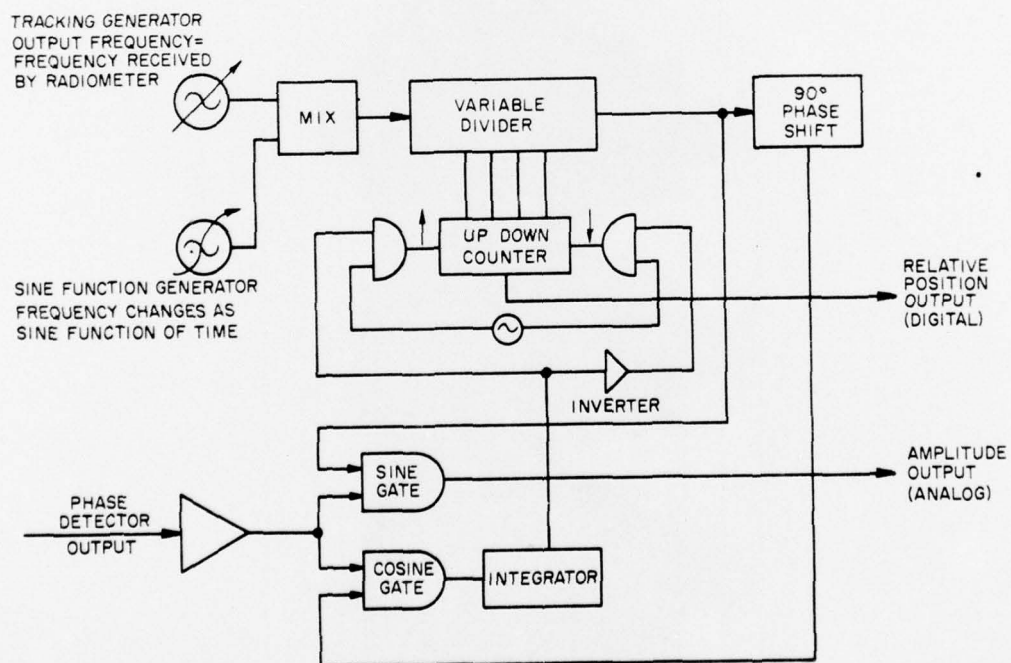 TRACKING GENERATOR
OUTPUT FREQUENCY=
FREQUENCY RECEIVED
BY RADIOMETER
MIX
VARIABLE
DIVIDER
90°
PHASE
SHIFT
UP DOWN
COUNTER
SINE FUNCTION GENERATOR
FREQUENCY CHANGES AS
SINE FUNCTION OF TIME
RELATIVE
POSITION
OUTPUT
(DIGITAL)
INVERTER
SINE
GATE
AMPLITUDE
OUTPUT
(ANALOG)
PHASE
DETECTOR
OUTPUT
COSINE
GATE
INTEGRATOR